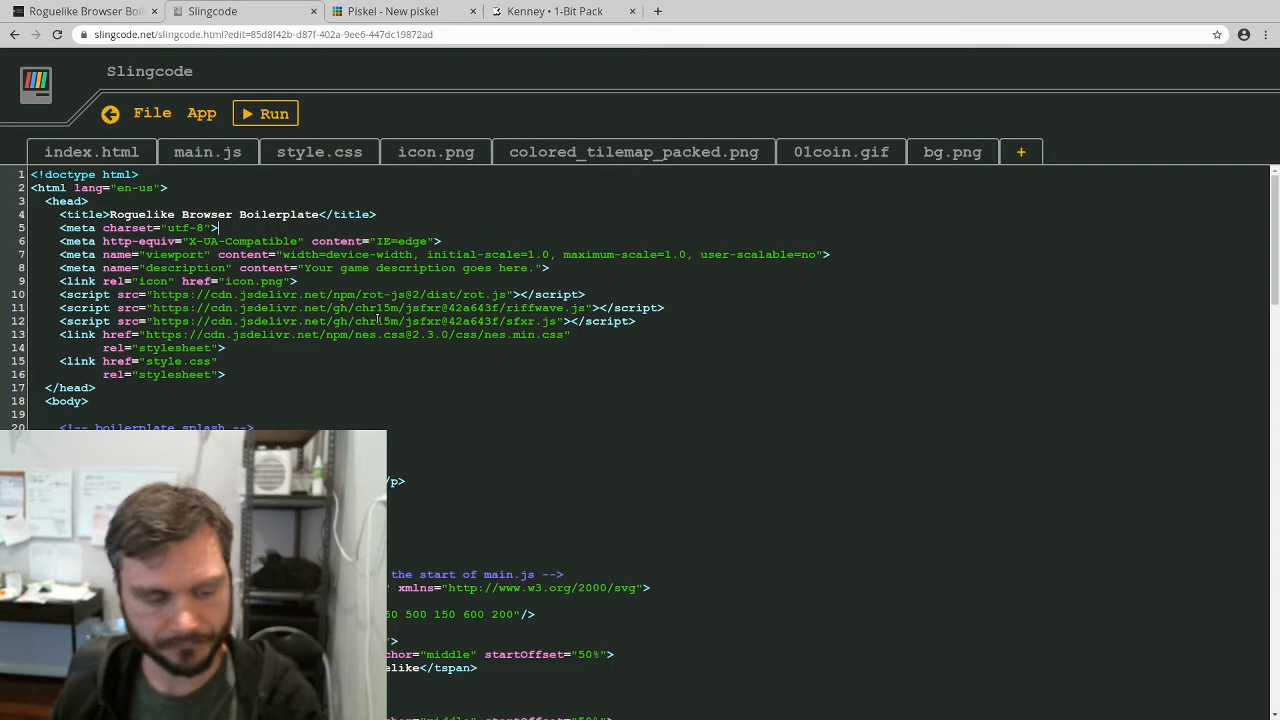 Roguelike Browser Boi
Slingcode
Piskel - New piskel
Kenney • 1-Bit Pack
slingcode.net/slingcode.html?edit=85d8f42b-d87f-402a-9ee6-447dc19872ad
Slingcode
File App Run
index.html main.js style.css icon.png colored_tilemap_packed.png 01coin.gif bg.png +
1 <!doctype html>
2 <html lang="en-us">
3 <head>
4 <title>Roguelike Browser Boilerplate</title>
5 <meta charset="utf-8">
6 <meta http-equiv="X-UA-Compatible" content="IE=edge">
7 <meta name="viewport" content="width=device-width, initial-scale=1.0, maximum-scale=1.0, user-scalable=no">
8 <meta name="description" content="Your game description goes here.">
9 <link rel="icon" href="icon.png">
10 <script src="https://cdn.jsdelivr.net/npm/rot-js@2/dist/rot.js"></script>
11 <script src="https://cdn.jsdelivr.net/gh/chr15m/jsfxr@42a643f/riffwave.js"></script>
12 <script src="https://cdn.jsdelivr.net/gh/chr15m/jsfxr@42a643f/sfxr.js"></script>
13 <link href="https://cdn.jsdelivr.net/npm/nes.css@2.3.0/css/nes.min.css"
14 rel="stylesheet">
15 <link href="style.css"
16 rel="stylesheet">
17 </head>
18 <body>
19
20 <!-- boilerplate splash -->
/p>
the start of main.js -->
" xmlns="http://www.w3.org/2000/svg">
50 500 150 600 200"/>
">
chor="middle" startOffset="50%">
elike</tspan>
chor="middle" startOffset="50%">